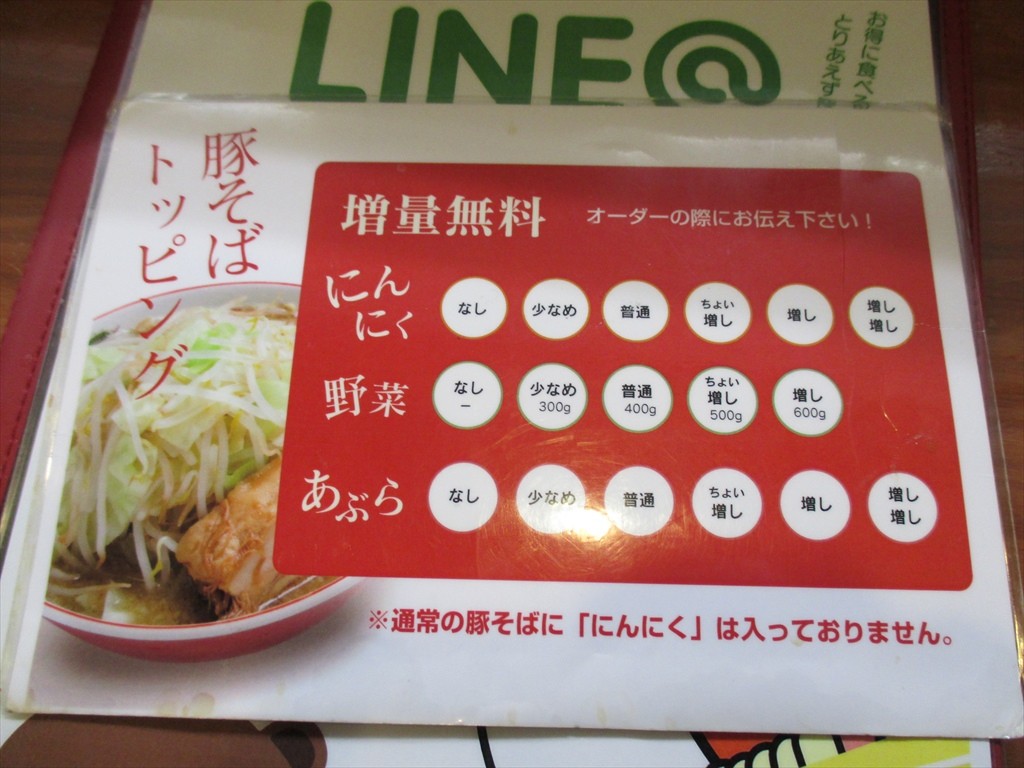 LINE@
お得に食べる
とりあえず
豚そば
トッピング
増量無料 オーダーの際にお伝え下さい！
にんにく
なし 少なめ 普通 ちょい増し 増し 増し増し
野菜
なし － 少なめ 300g 普通 400g ちょい増し 500g 増し 600g
あぶら
なし 少なめ 普通 ちょい増し 増し 増し増し
※通常の豚そばに「にんにく」は入っておりません。